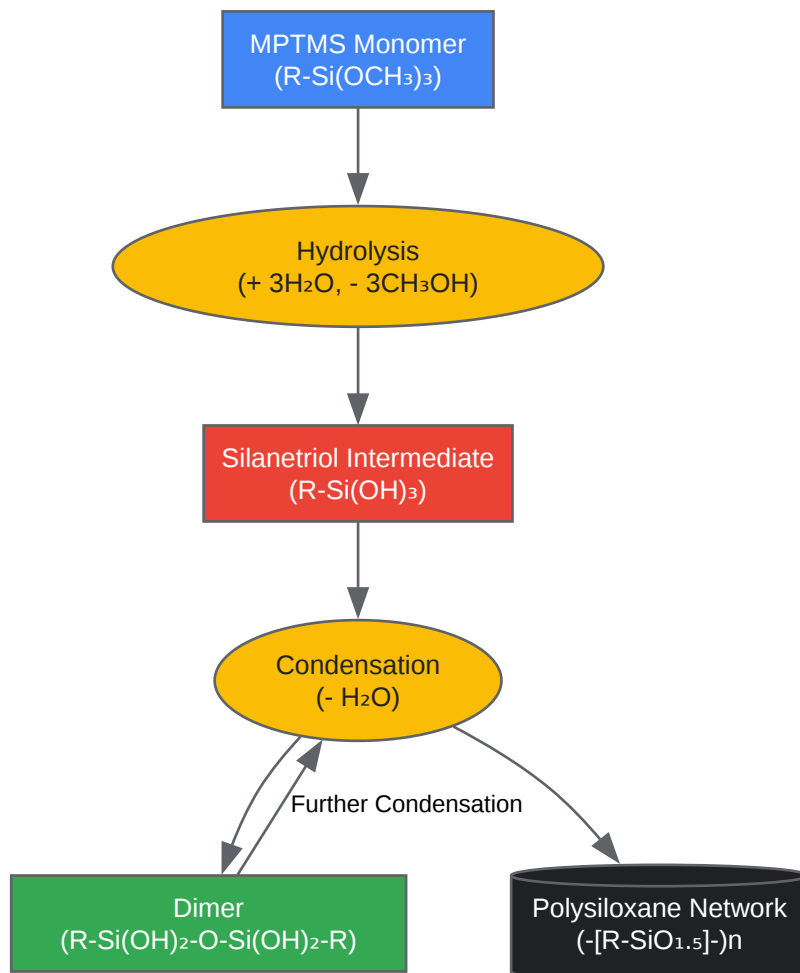 MPTMS Monomer
(R-Si(OCH₃)₃)
Hydrolysis
(+ 3H₂O, - 3CH₃OH)
Silanetriol Intermediate
(R-Si(OH)₃)
Condensation
(- H₂O)
Further Condensation
Dimer
(R-Si(OH)₂-O-Si(OH)₂-R)
Polysiloxane Network
(-[R-SiO₁.₅]-)n